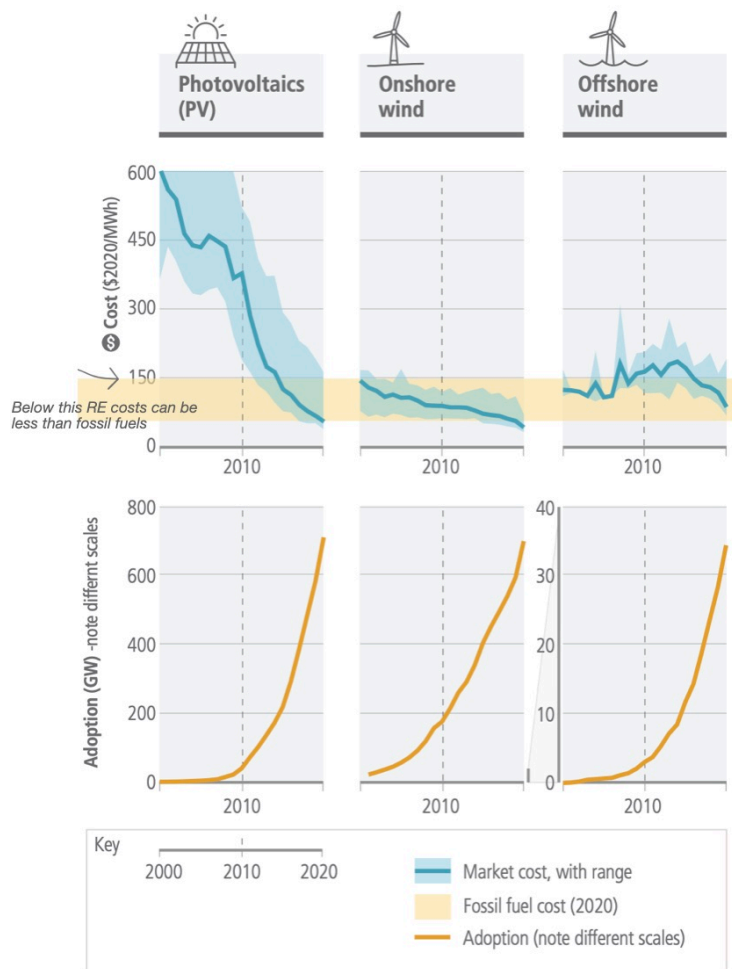 Photovoltaics
(PV)
Onshore
wind
Offshore
wind
$ Cost ($2020/MWh)
600
450
300
150
0
Below this RE costs can be
less than fossil fuels
2010
2010
2010
Adoption (GW) -note differnt scales
800
600
400
200
0
40
30
20
10
0
2010
2010
2010
Key
2000
2010
2020
Market cost, with range
Fossil fuel cost (2020)
Adoption (note different scales)